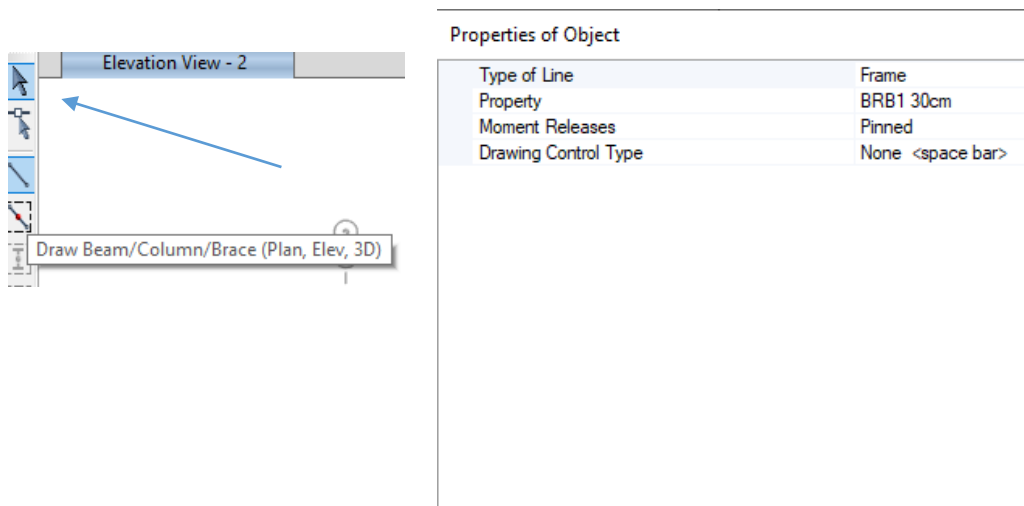 Elevation View - 2
Draw Beam/Column/Brace (Plan, Elev, 3D)
Properties of Object
Type of Line Frame
Property BRB1 30cm
Moment Releases Pinned
Drawing Control Type None <space bar>